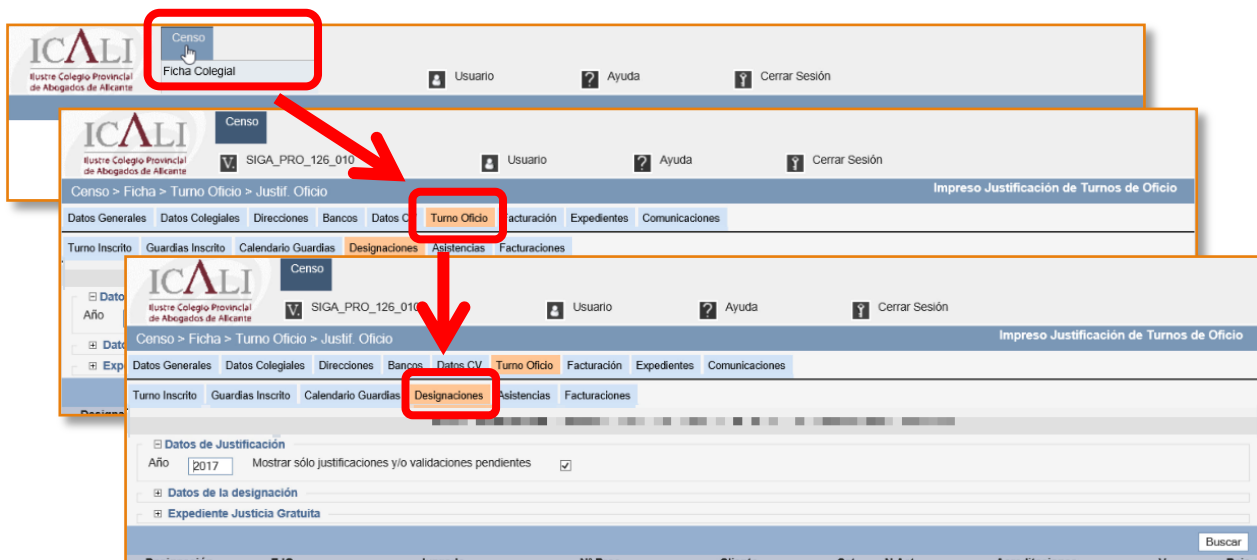 Censo
ICALI
Ilustre Colegio Provincial
de Abogados de Alicante
Ficha Colegial
Usuario
Ayuda
Cerrar Sesión
Censo
ICALI
Ilustre Colegio Provincial
de Abogados de Alicante
SIGA_PRO_126_010
Usuario
Ayuda
Cerrar Sesión
Censo > Ficha > Turno Oficio > Justif. Oficio
Impreso Justificación de Turnos de Oficio
Datos Generales Datos Colegiales Direcciones Bancos Datos Turno Oficio Facturación Expedientes Comunicaciones
Turno Inscrito Guardias Inscrito Calendario Guardias Designaciones Asistencias Facturaciones
Año
Censo
ICALI
Ilustre Colegio Provincial
de Abogados de Alicante
SIGA_PRO_126_010
Usuario
Ayuda
Cerrar Sesión
Censo > Ficha > Turno Oficio > Justif. Oficio
Impreso Justificación de Turnos de Oficio
Datos Generales Datos Colegiales Direcciones Bancos Datos CV Turno Oficio Facturación Expedientes Comunicaciones
Turno Inscrito Guardias Inscrito Calendario Guardias Designaciones Asistencias Facturaciones
Datos de Justificación
Año 2017 Mostrar sólo justificaciones y/o validaciones pendientes
Datos de la designación
Expediente Justicia Gratuita
Buscar